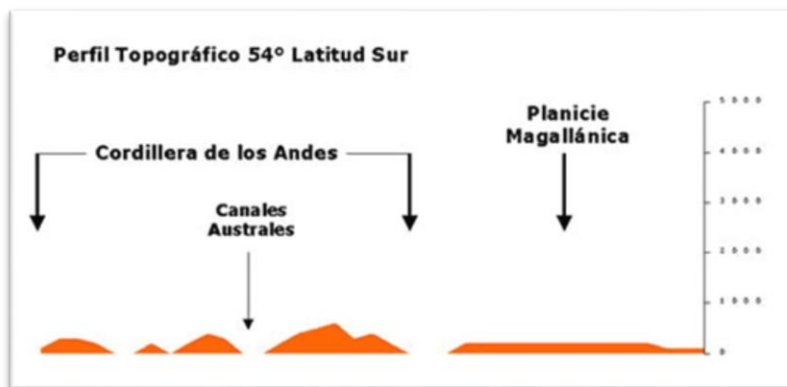 Perfil Topográfico 54° Latitud Sur
Planicie
Magallánica
Cordillera de los Andes
Canales
Australes
5000
4000
3000
2000
1000
0